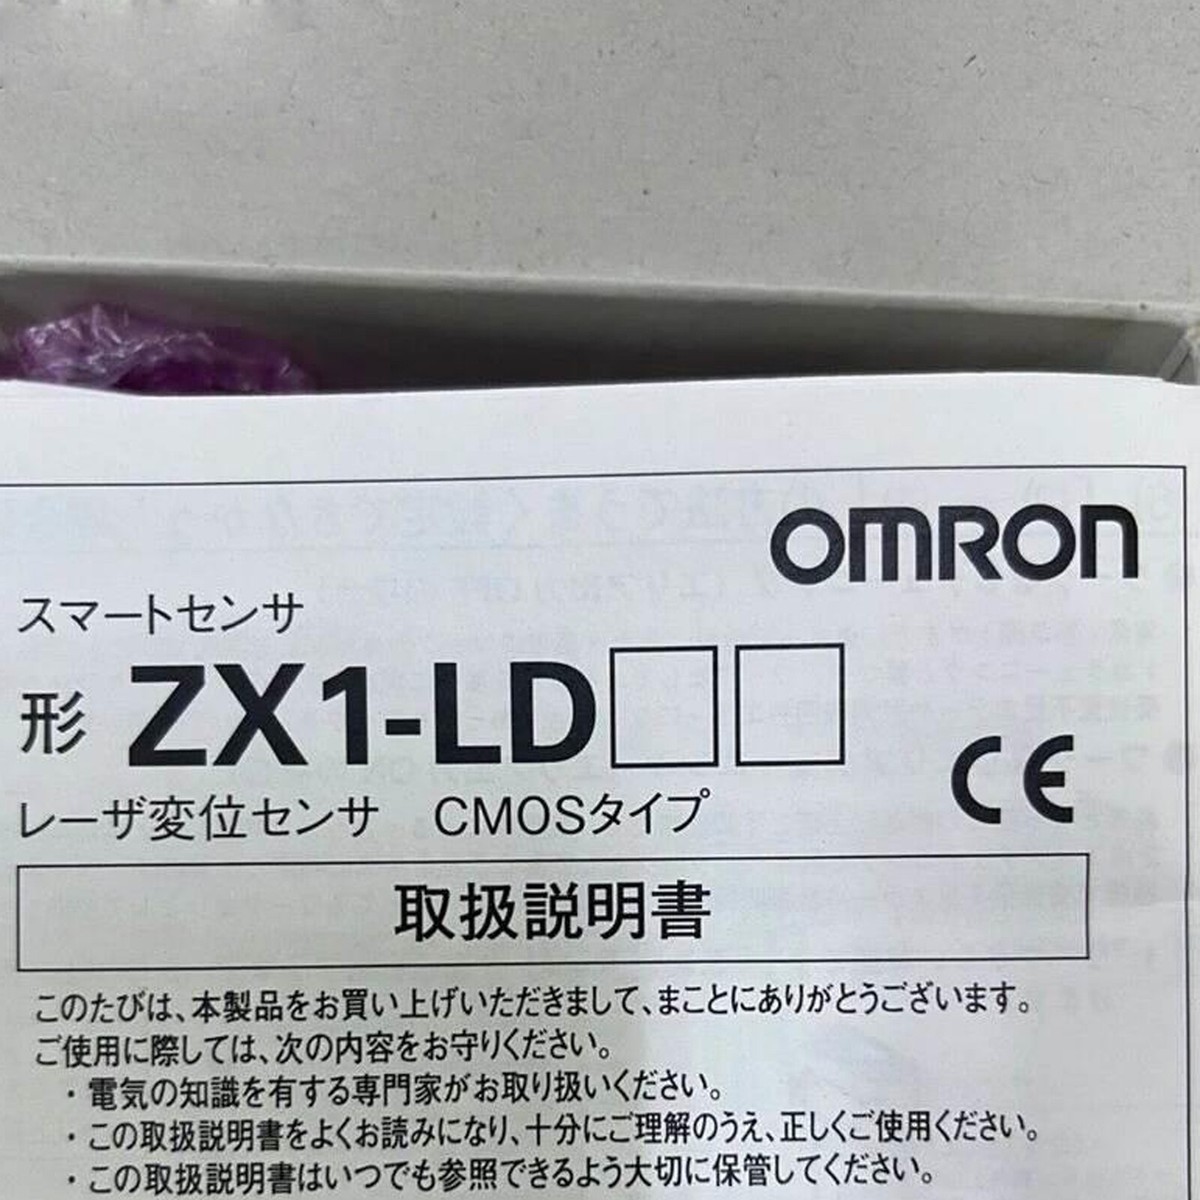 OMRON
スマートセンサ
形 ZX1-LD□□
CE
レーザ変位センサ CMOSタイプ
取扱説明書
このたびは、本製品をお買い上げいただきまして、まことにありがとうございます。
ご使用に際しては、次の内容をお守りください。
・電気の知識を有する専門家がお取り扱いください。
・この取扱説明書をよくお読みになり、十分にご理解のうえ、正しくご使用ください。
・この取扱説明書はいつでも参照できるよう大切に保管してください。